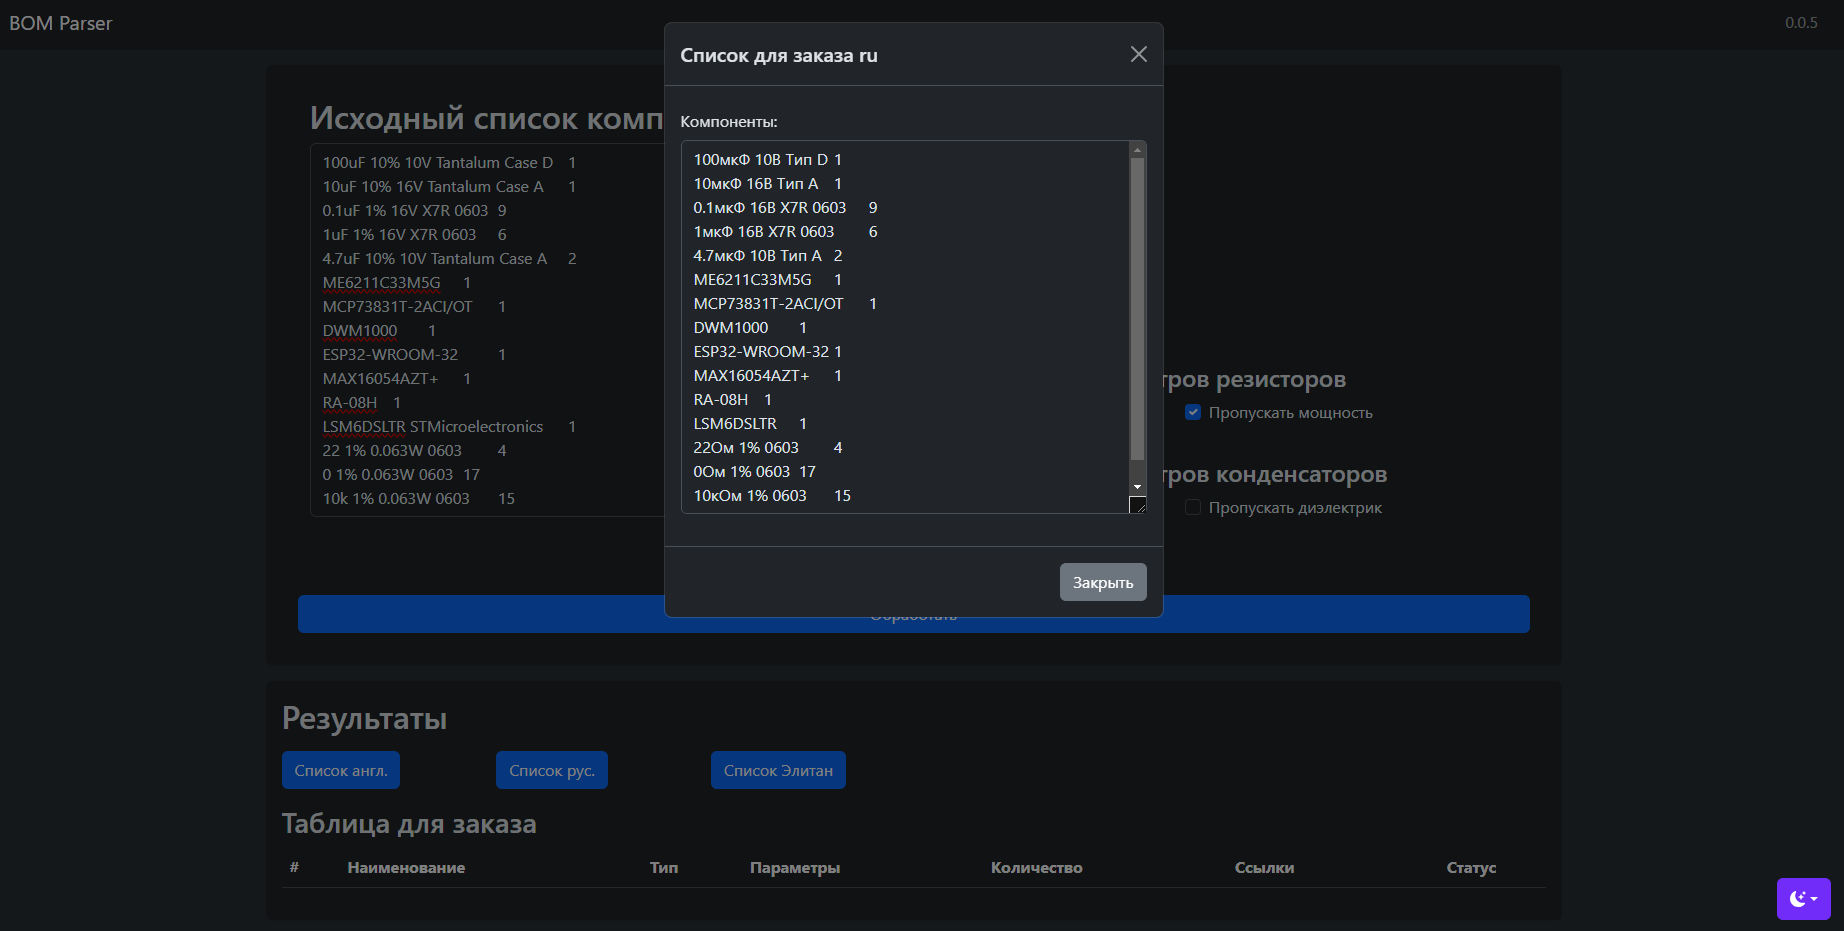 BOM Parser
0.0.5
Список для заказа ru
Компоненты:
100мкФ 10В Тип D 1
10мкФ 16В Тип A 1
0.1мкФ 16В X7R 0603 9
1мкФ 16В X7R 0603 6
4.7мкФ 10В Тип A 2
ME6211C33M5G 1
MCP73831T-2ACI/OT 1
DWM1000 1
ESP32-WROOM-32 1
MAX16054AZT+ 1
RA-08H 1
LSM6DSLTR 1
22Ом 1% 0603 4
0Ом 1% 0603 17
10кОм 1% 0603 15
Закрыть
Исходный список комп
100uF 10% 10V Tantalum Case D 1
10uF 10% 16V Tantalum Case A 1
0.1uF 1% 16V X7R 0603 9
1uF 1% 16V X7R 0603 6
4.7uF 10% 10V Tantalum Case A 2
ME6211C33M5G 1
MCP73831T-2ACI/OT 1
DWM1000 1
ESP32-WROOM-32 1
MAX16054AZT+ 1
RA-08H 1
LSM6DSLTR STMicroelectronics 1
22 1% 0.063W 0603 4
0 1% 0.063W 0603 17
10k 1% 0.063W 0603 15
тров резисторов
Пропускать мощность
тров конденсаторов
Пропускать диэлектрик
Результаты
Список англ. Список рус. Список Элитан
Таблица для заказа
# Наименование Тип Параметры Количество Ссылки Статус